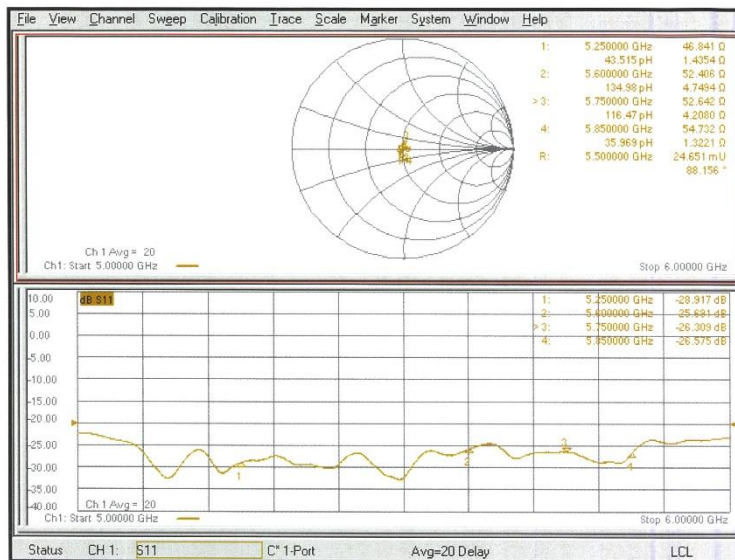 File View Channel Sweep Calibration Trace Scale Marker System Window Help
1: 5.250000 GHz 46.841 Ω
43.515 pH 1.4354 Ω
2: 5.600000 GHz 52.406 Ω
134.98 pH 4.7494 Ω
> 3: 5.750000 GHz 52.642 Ω
116.47 pH 4.2080 Ω
4: 5.850000 GHz 54.732 Ω
35.969 pH 1.3221 Ω
R: 5.500000 GHz 24.651 mU
88.156 °
Ch 1 Avg = 20
Ch1: Start 5.00000 GHz
Stop 6.00000 GHz
10.00
dB S11
5.00
0.00
-5.00
-10.00
-15.00
-20.00
-25.00
-30.00
-35.00
-40.00
1: 5.250000 GHz -28.917 dB
2: 5.600000 GHz -25.691 dB
> 3: 5.750000 GHz -26.309 dB
4: 5.850000 GHz -26.575 dB
1
2
3
4
Ch 1 Avg = 20
Ch1: Start 5.00000 GHz
Stop 6.00000 GHz
Status CH 1: S11 C* 1-Port Avg=20 Delay LCL